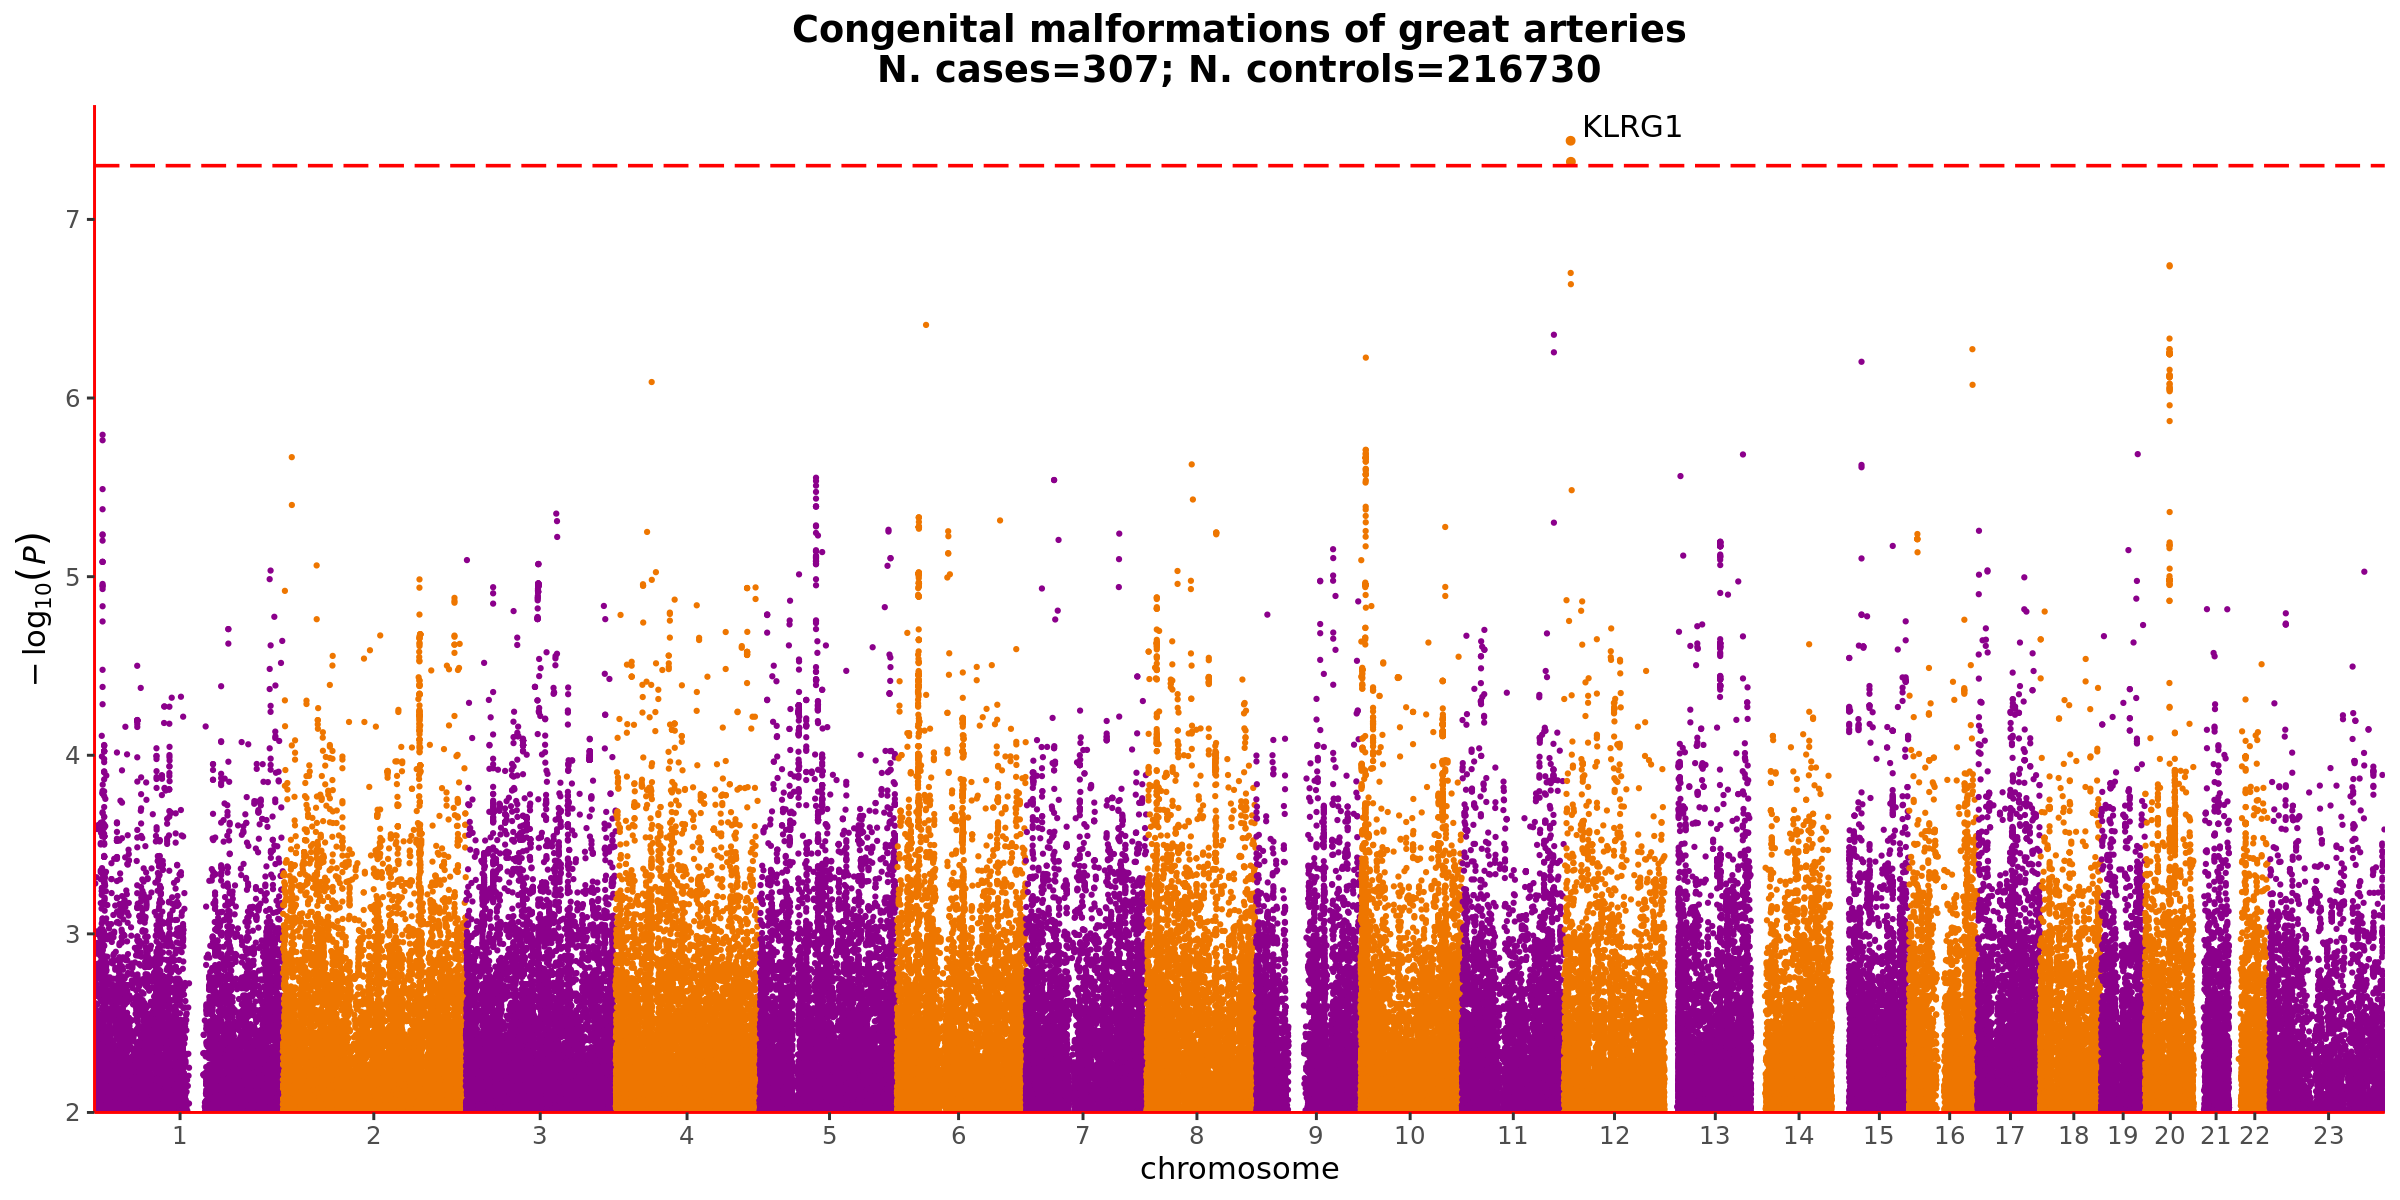 Congenital malformations of great arteries
N. cases=307; N. controls=216730
KLRG1
7
6
5
4
3
2
−log₁₀(P)
1 2 3 4 5 6 7 8 9 10 11 12 13 14 15 16 17 18 19 20 21 22 23
chromosome